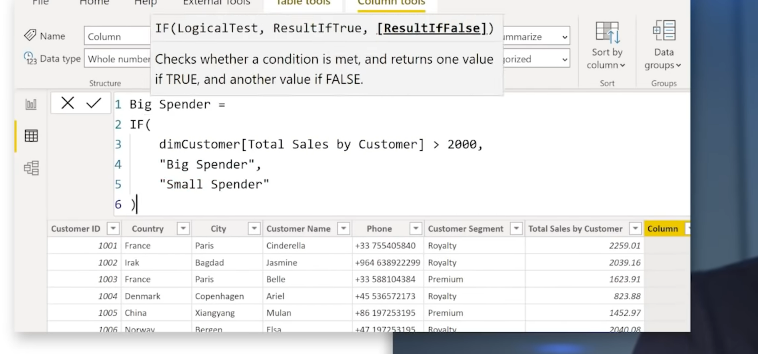 File Home Help External Tools Table tools Column tools
IF(LogicalTest, ResultIfTrue, [ResultIfFalse])
Checks whether a condition is met, and returns one value
if TRUE, and another value if FALSE.
Name Column
Data type Whole number
Structure
Sort by
column
Sort
Data
groups
Groups
1 Big Spender =
2 IF(
3 dimCustomer[Total Sales by Customer] > 2000,
4 "Big Spender",
5 "Small Spender"
6 )
Customer ID Country City Customer Name Phone Customer Segment Total Sales by Customer Column
1001 France Paris Cinderella +33 755405840 Royalty 2259.01
1002 Irak Bagdad Jasmine +964 638922299 Royalty 2039.16
1003 France Paris Belle +33 588104384 Premium 1623.91
1004 Denmark Copenhagen Ariel +45 536572173 Royalty 823.88
1005 China Xiangyang Mulan +86 197253195 Premium 1452.97
1006 Norway Bergen Elsa +47 197253195 Royalty 2040.08